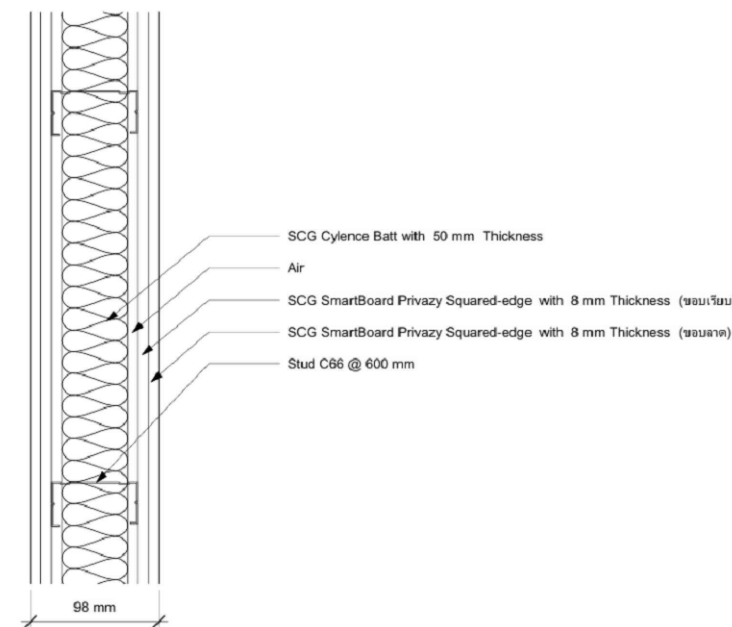 SCG Cylence Batt with 50 mm Thickness
Air
SCG SmartBoard Privazy Squared-edge with 8 mm Thickness (ขอบเรียบ
SCG SmartBoard Privazy Squared-edge with 8 mm Thickness (ขอบลาด)
Stud C66 @ 600 mm
98 mm